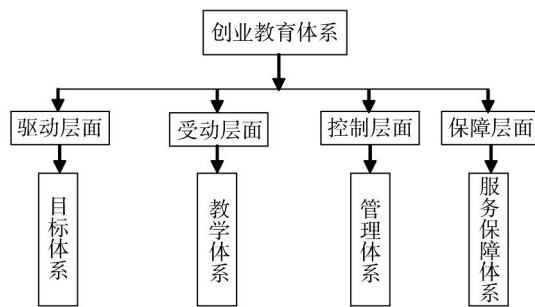 创业教育体系
驱动层面
受动层面
控制层面
保障层面
目标体系
教学体系
管理体系
服务保障体系